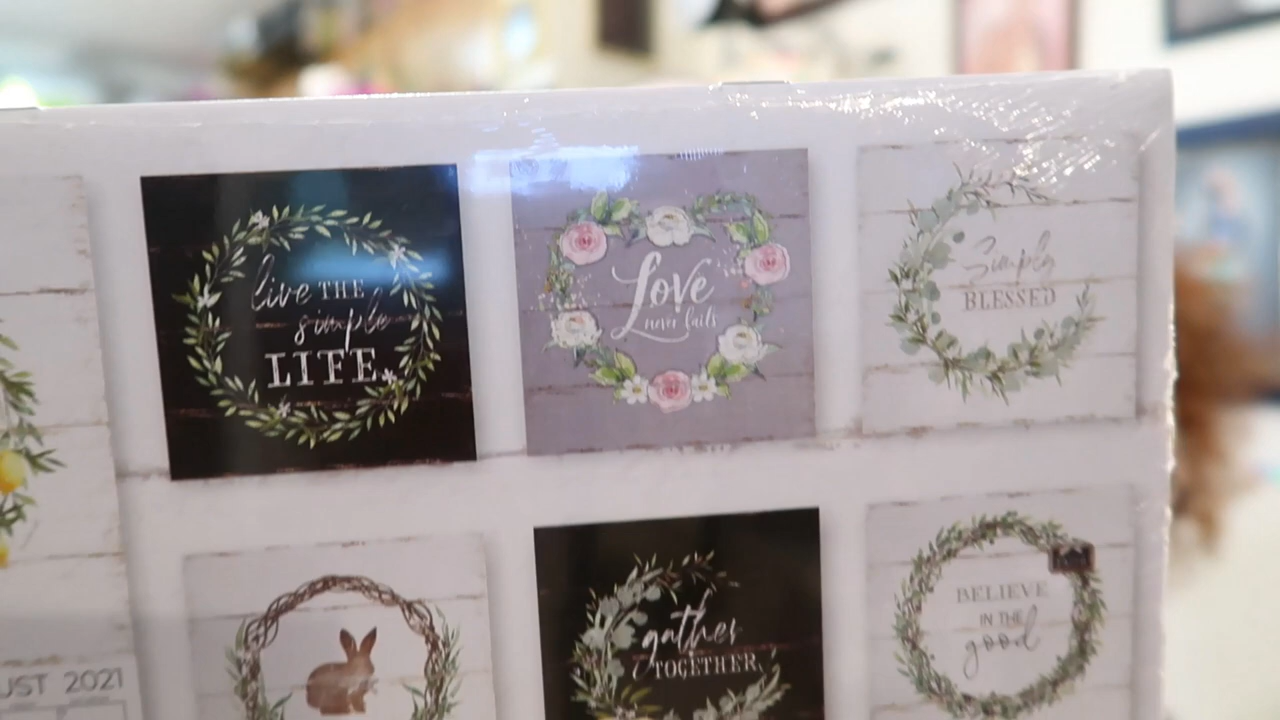 live THE
simple
LIFE
Love
never fails
Simply
BLESSED
gather
TOGETHER
BELIEVE
IN THE
good
UST 2021